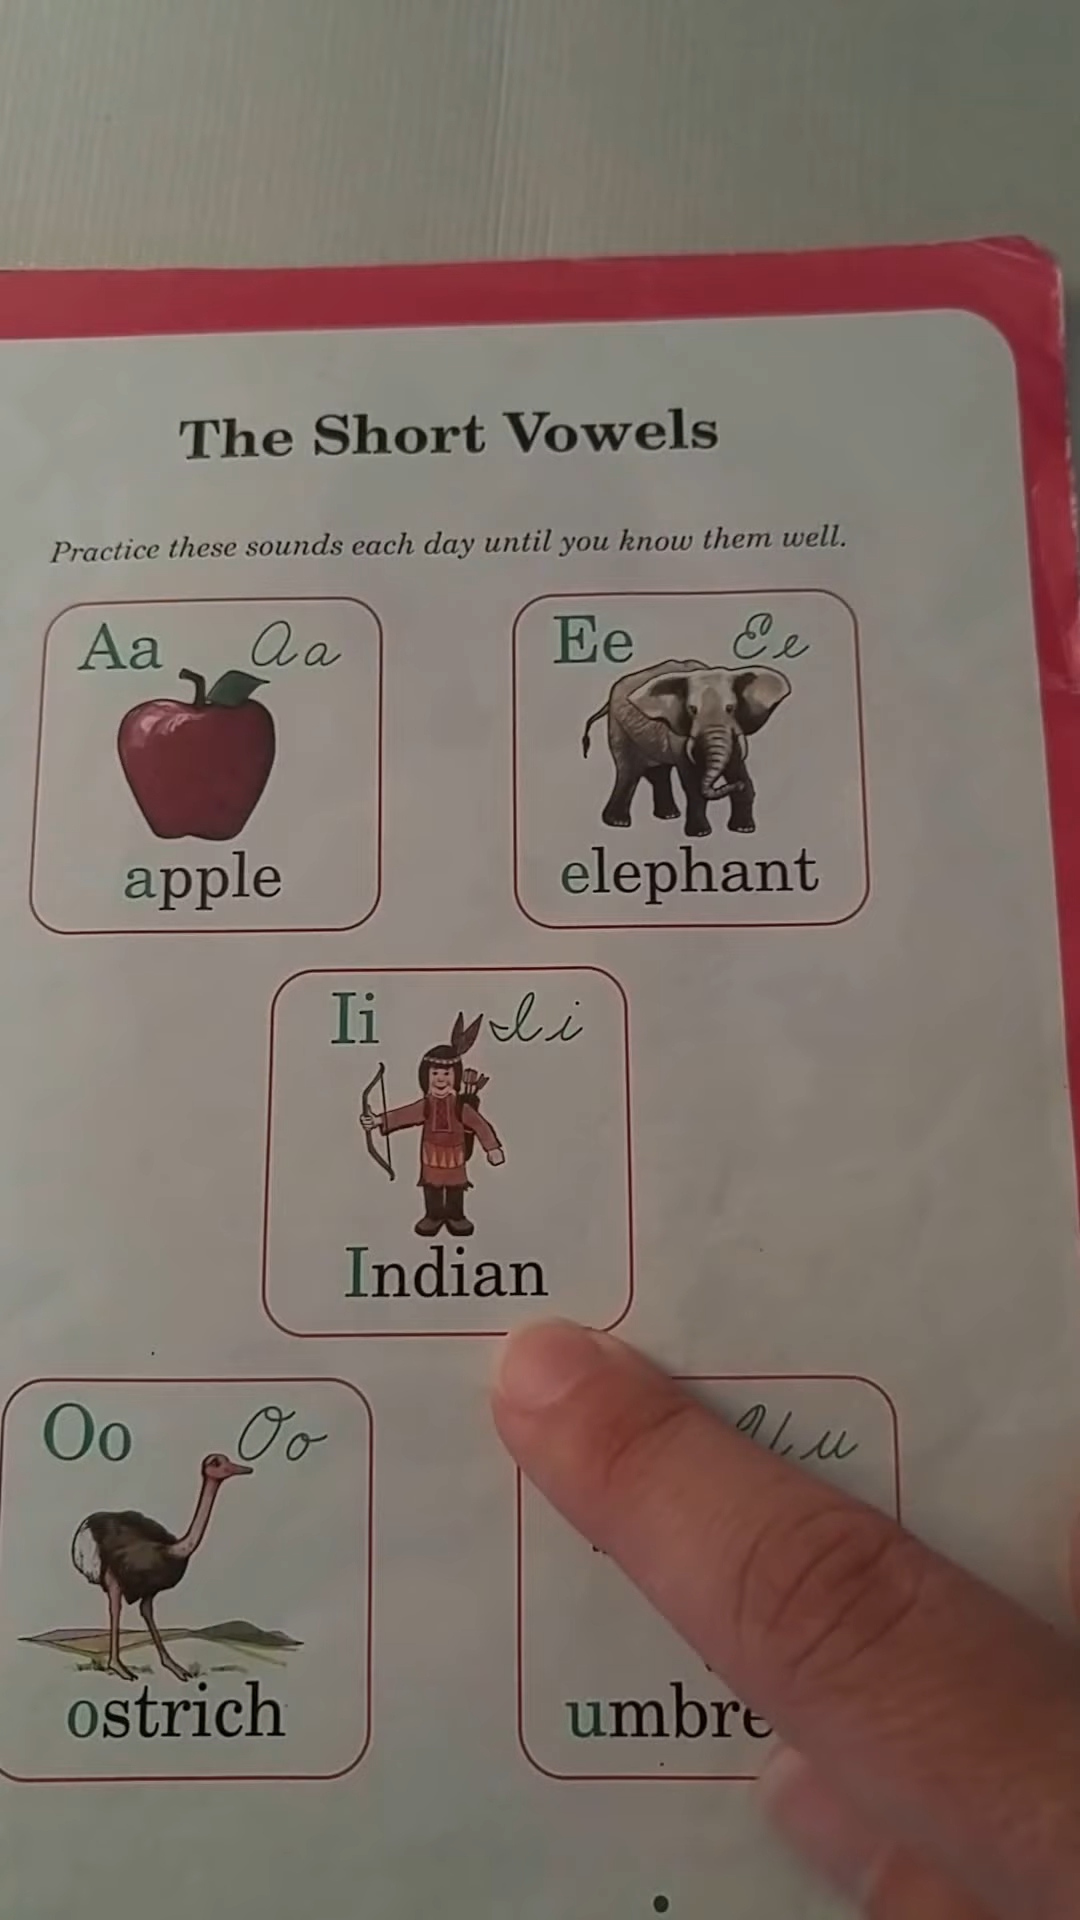 The Short Vowels
Practice these sounds each day until you know them well.
Aa Aa
apple
Ee Ee
elephant
Ii Ii
Indian
Oo Oo
ostrich
Uu
umbre